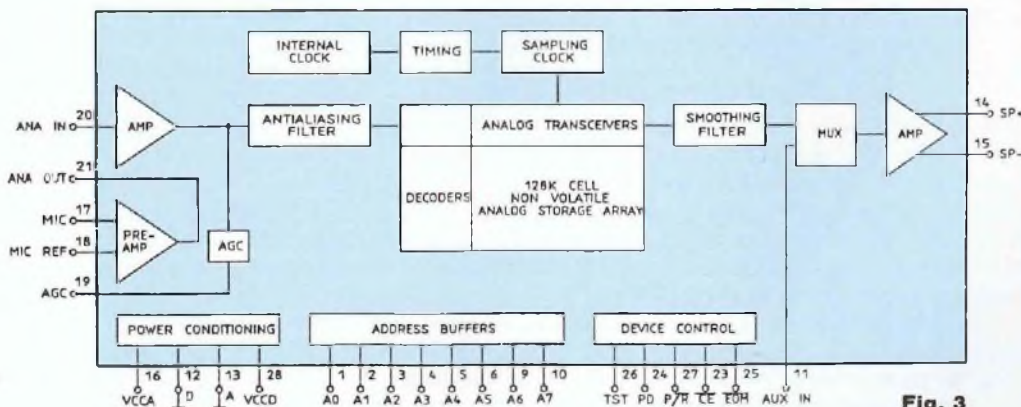 INTERNAL CLOCK
TIMING
SAMPLING CLOCK
ANA IN 20
AMP
ANTIALIASING FILTER
ANALOG TRANSCEIVERS
SMOOTHING FILTER
MUX
AMP
14 SP+
15 SP-
ANA OUT 21
DECODERS
128K CELL
NON VOLATILE
ANALOG STORAGE ARRAY
MIC 17
MIC REF 18
PRE-
AMP
AGC
AGC 19
POWER CONDITIONING
ADDRESS BUFFERS
DEVICE CONTROL
16 12 13 28 1 2 3 4 5 6 9 10 26 24 27 23 25 11
VCCA D A VCCD A0 A1 A2 A3 A4 A5 A6 A7 TST PD P/R CE EOM AUX IN
Fig. 3